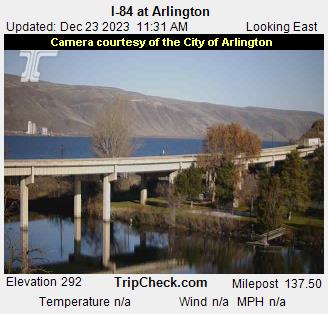 I-84 at Arlington
Updated: Dec 23 2023 11:31 AM Looking East
Camera courtesy of the City of Arlington
Elevation 292 TripCheck.com Milepost 137.50
Temperature n/a Wind n/a MPH n/a